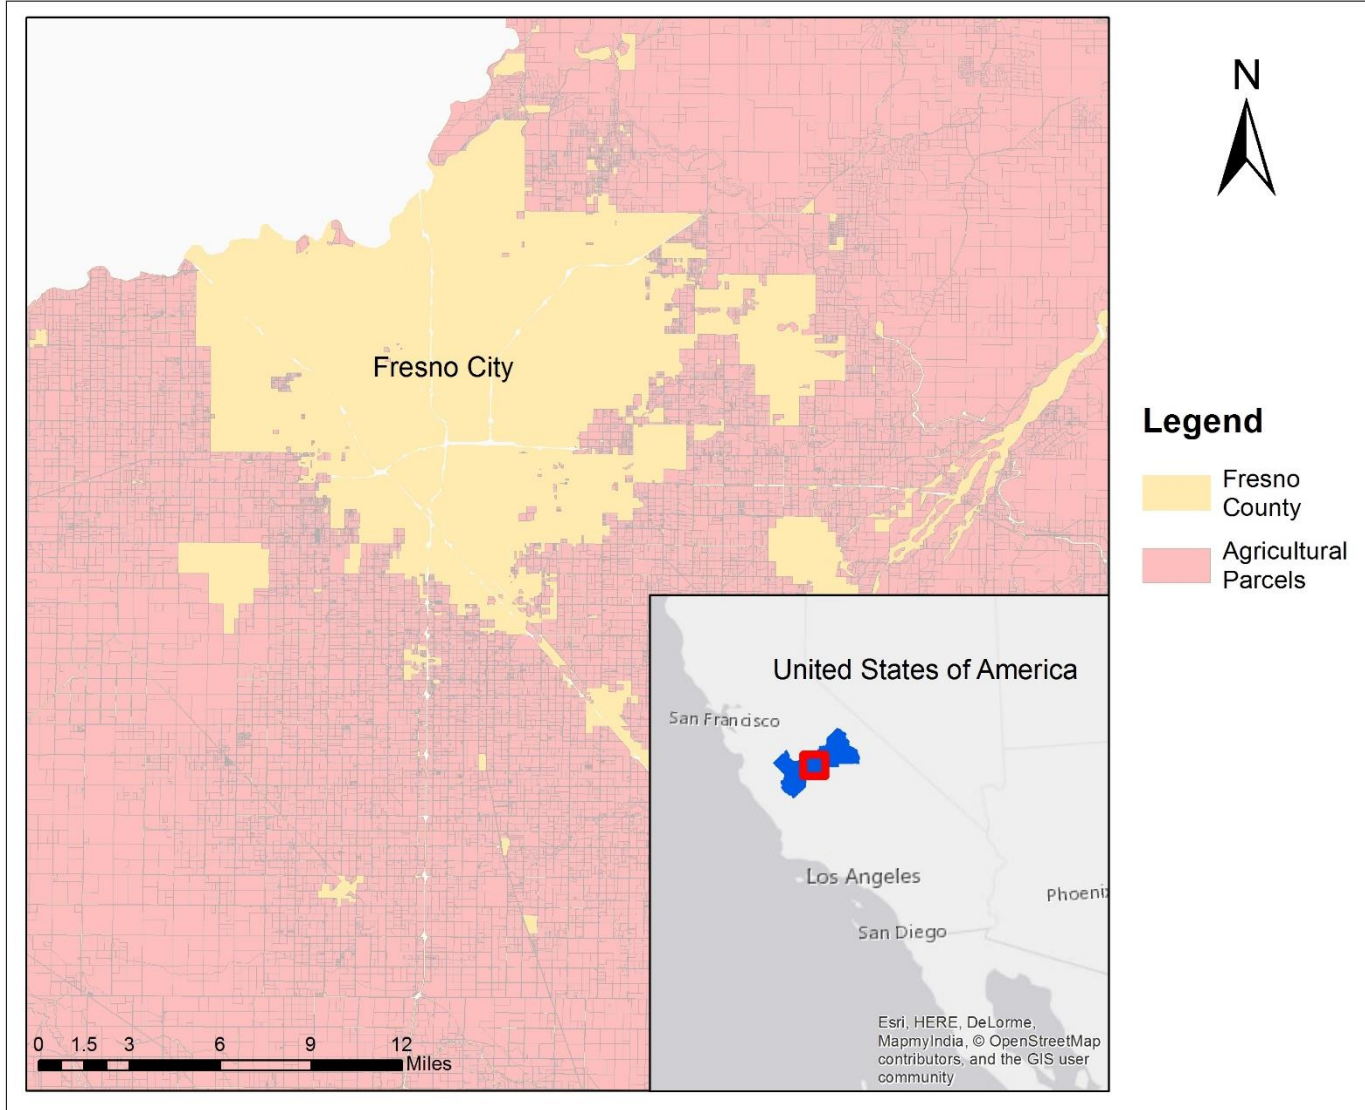 N
Fresno City
Legend
Fresno
County
Agricultural
Parcels
United States of America
San Francisco
Los Angeles
Phoenix
San Diego
Esri, HERE, DeLorme,
MapmyIndia, © OpenStreetMap
contributors, and the GIS user
community
0 1.5 3 6 9 12
Miles